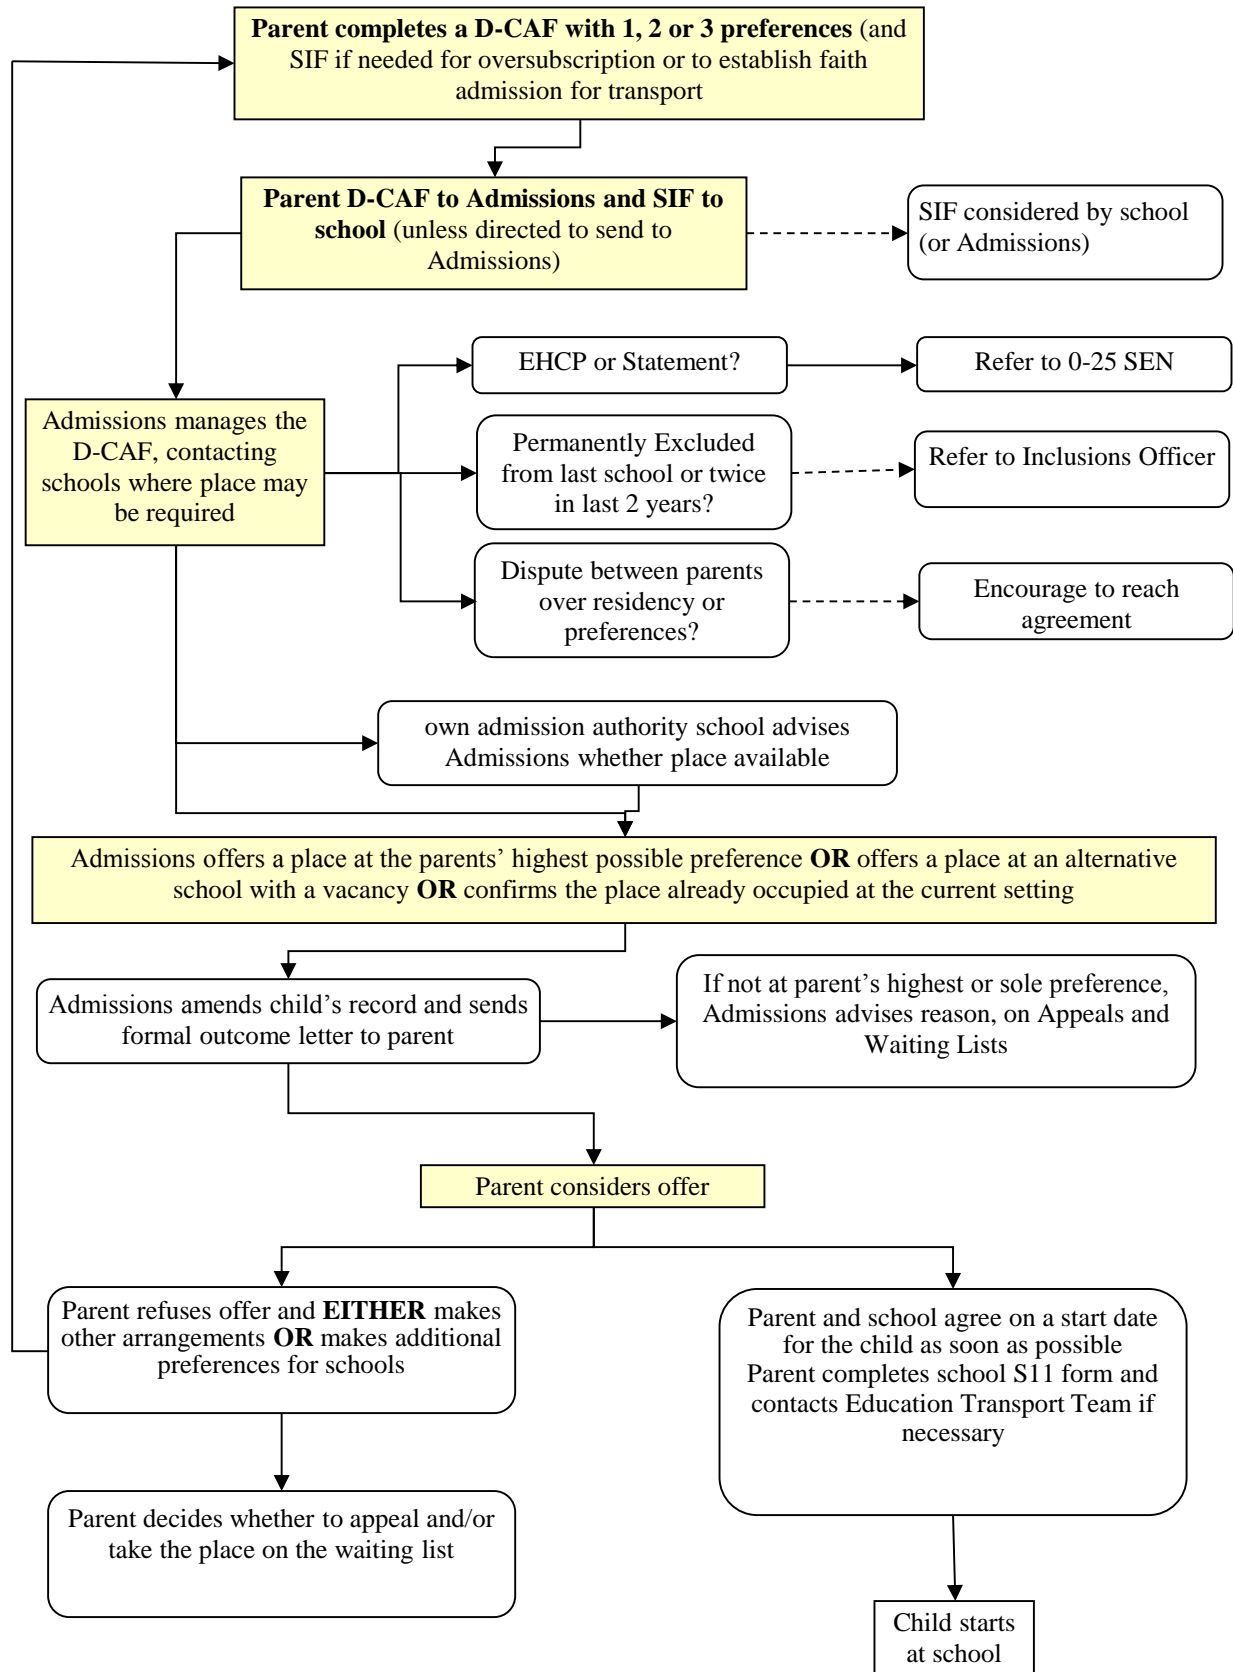 Parent completes a D-CAF with 1, 2 or 3 preferences (and
SIF if needed for oversubscription or to establish faith
admission for transport
Parent D-CAF to Admissions and SIF to
school (unless directed to send to
Admissions)
SIF considered by school
(or Admissions)
EHCP or Statement?
Refer to 0-25 SEN
Admissions manages the
D-CAF, contacting
schools where place may
be required
Permanently Excluded
from last school or twice
in last 2 years?
Refer to Inclusions Officer
Dispute between parents
over residency or
preferences?
Encourage to reach
agreement
own admission authority school advises
Admissions whether place available
Admissions offers a place at the parents’ highest possible preference OR offers a place at an alternative
school with a vacancy OR confirms the place already occupied at the current setting
Admissions amends child’s record and sends
formal outcome letter to parent
If not at parent’s highest or sole preference,
Admissions advises reason, on Appeals and
Waiting Lists
Parent considers offer
Parent refuses offer and EITHER makes
other arrangements OR makes additional
preferences for schools
Parent and school agree on a start date
for the child as soon as possible
Parent completes school S11 form and
contacts Education Transport Team if
necessary
Parent decides whether to appeal and/or
take the place on the waiting list
Child starts
at school